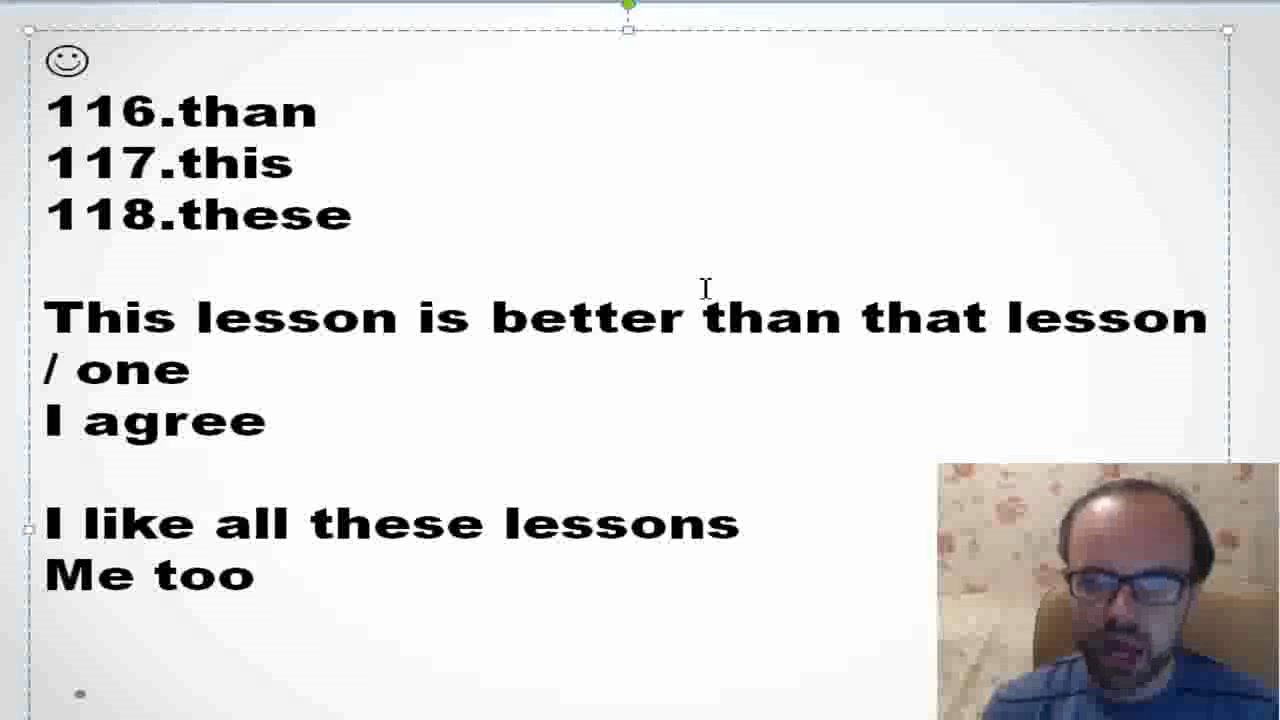 116.than
117.this
118.these
This lesson is better than that lesson
/ one
I agree
I like all these lessons
Me too